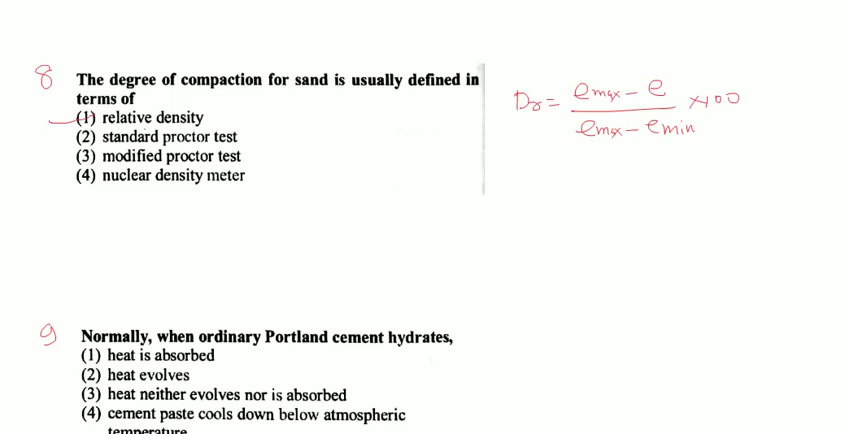 8
The degree of compaction for sand is usually defined in
terms of
(1) relative density
(2) standard proctor test
(3) modified proctor test
(4) nuclear density meter
Dr = (emax - e) / (emax - emin) × 100
9
Normally, when ordinary Portland cement hydrates,
(1) heat is absorbed
(2) heat evolves
(3) heat neither evolves nor is absorbed
(4) cement paste cools down below atmospheric
temperature